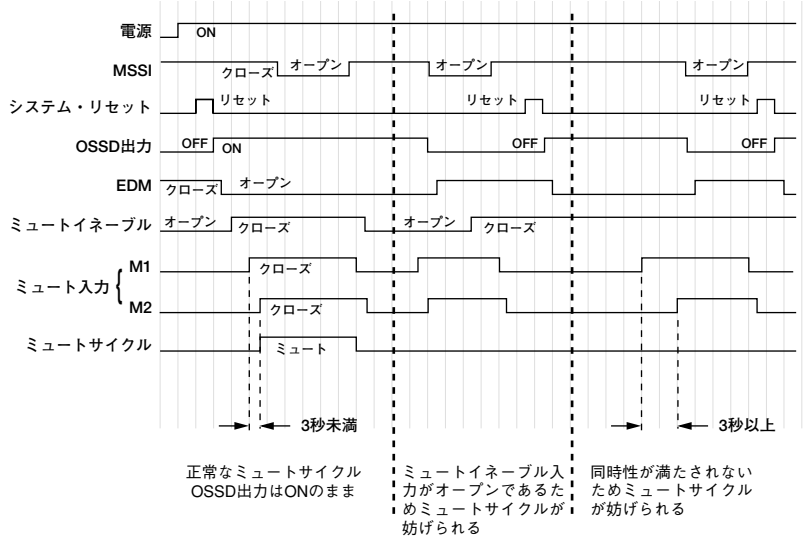 電源 ON
MSSI クローズ オープン オープン オープン
システム・リセット リセット リセット リセット
OSSD出力 OFF ON OFF OFF
EDM クローズ オープン
ミュートイネーブル オープン クローズ オープン クローズ
ミュート入力
M1 クローズ
M2 クローズ
ミュートサイクル ミュート
3秒未満 3秒以上
正常なミュートサイクル
OSSD出力はONのまま
ミュートイネーブル入
力がオープンであるた
めミュートサイクルが
妨げられる
同時性が満たされない
ためミュートサイクル
が妨げられる